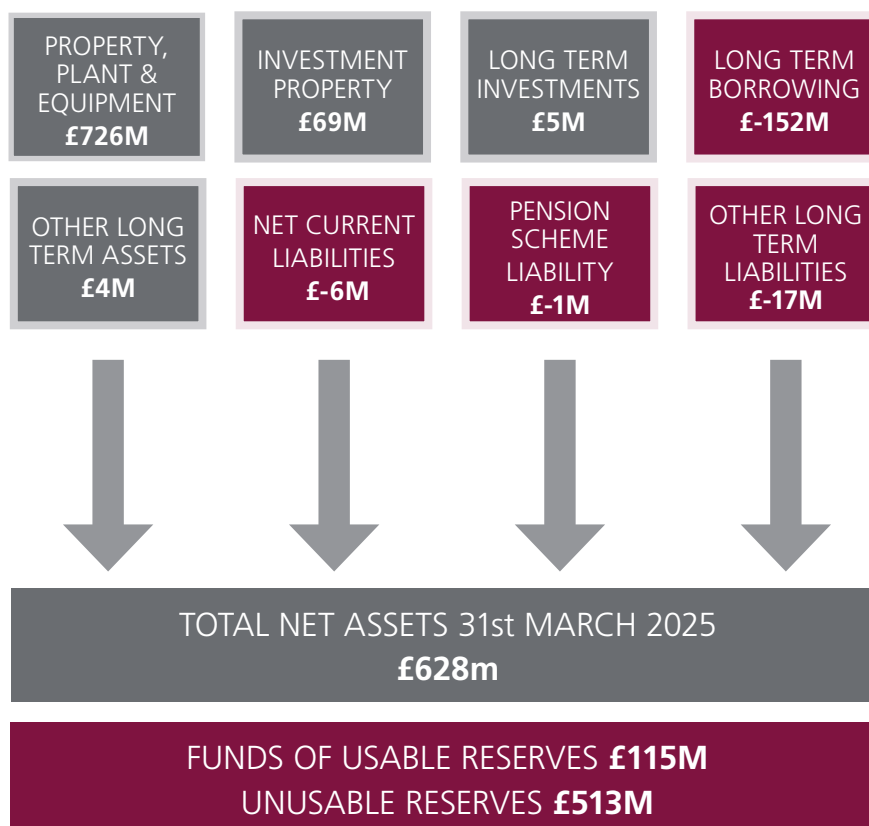 PROPERTY,
PLANT &
EQUIPMENT
£726M
INVESTMENT
PROPERTY
£69M
LONG TERM
INVESTMENTS
£5M
LONG TERM
BORROWING
£-152M
OTHER LONG
TERM ASSETS
£4M
NET CURRENT
LIABILITIES
£-6M
PENSION
SCHEME
LIABILITY
£-1M
OTHER LONG
TERM
LIABILITIES
£-17M
TOTAL NET ASSETS 31st MARCH 2025
£628m
FUNDS OF USABLE RESERVES £115M
UNUSABLE RESERVES £513M